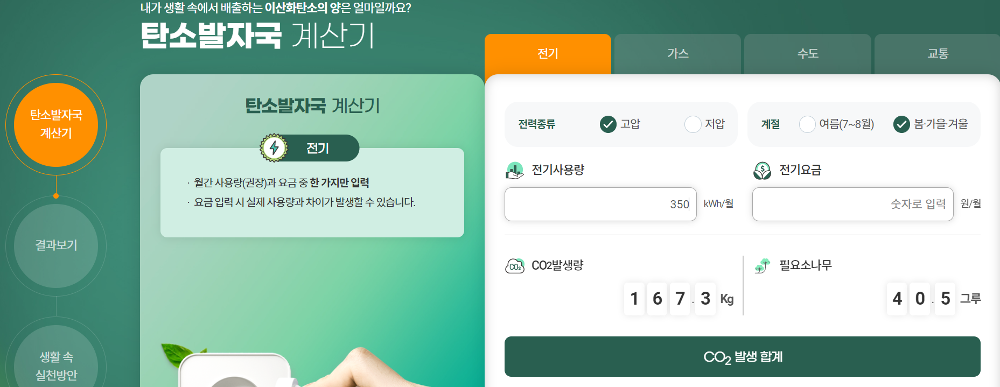 내가 생활 속에서 배출하는 이산화탄소의 양은 얼마일까요?
탄소발자국 계산기
전기
가스
수도
교통
탄소발자국
계산기
결과보기
생활 속
실천방안
탄소발자국 계산기
전기
· 월간 사용량(권장)과 요금 중 한 가지만 입력
· 요금 입력 시 실제 사용량과 차이가 발생할 수 있습니다.
전력종류 고압 저압
계절 여름(7~8월) 봄·가을·겨울
전기사용량
350 kWh/월
$
전기요금
숫자로 입력 원/월
CO₂
CO2발생량
167.3 Kg
필요소나무
40.5 그루
CO₂ 발생 합계